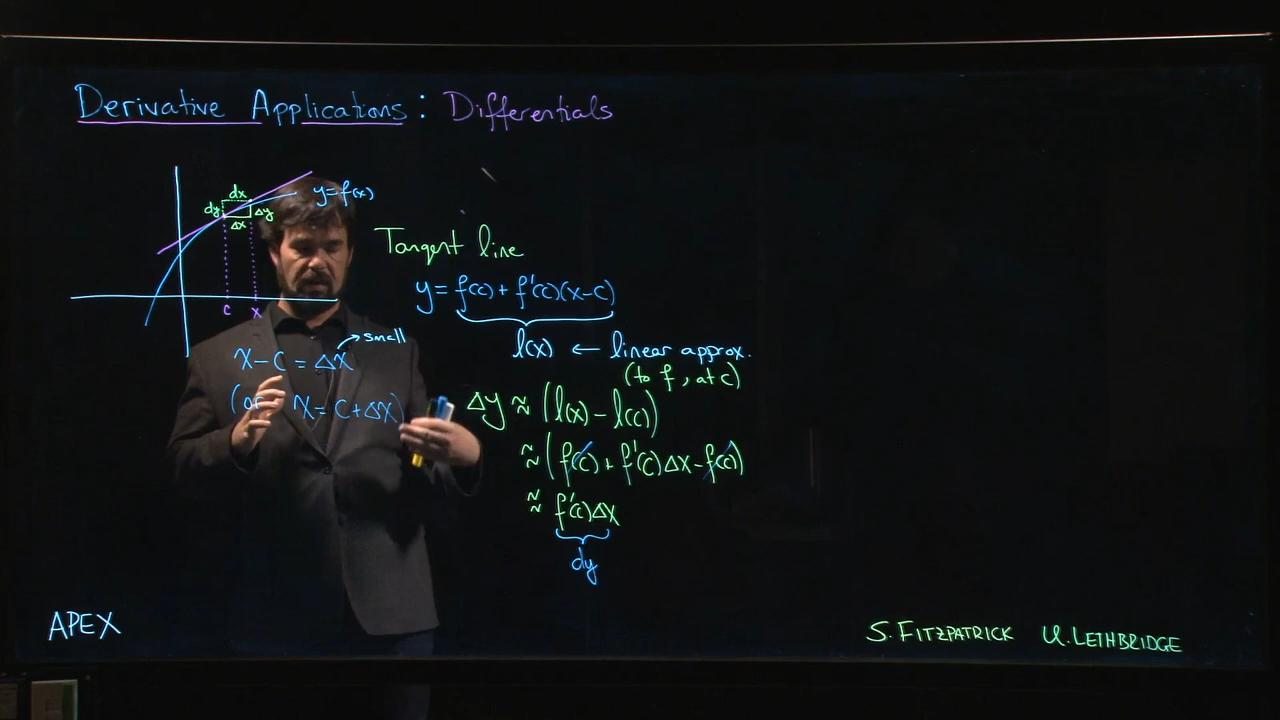 Derivative Applications: Differentials
dx
y=f(x)
dy
Δy
Δx
c x
Tangent line
y = f(c) + f'(c)(x-c)
l(x) ← linear approx.
(to f, at c)
x-c = Δx → small
(or x = c+Δx)
Δy ≈ (l(x) - l(c))
≈ (f(c) + f'(c)Δx - f(c))
≈ f'(c)Δx
dy
APEX
S. FITZPATRICK U. LETHBRIDGE